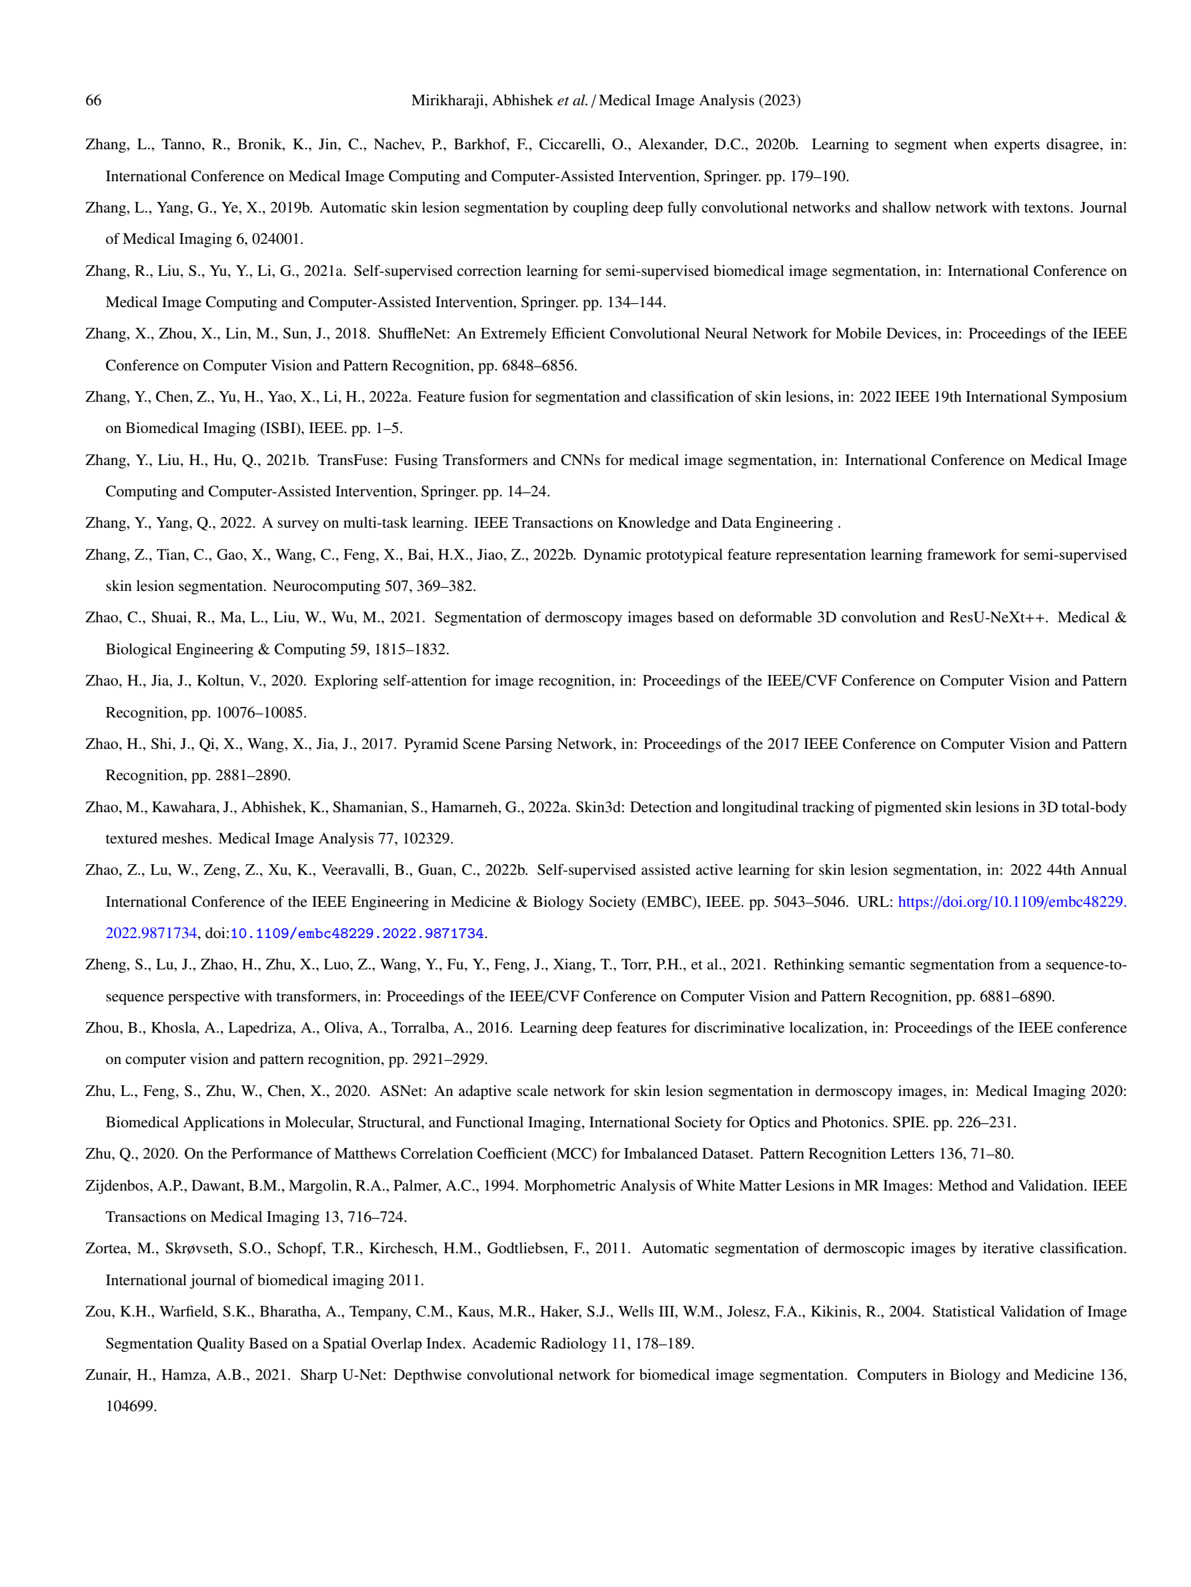 66
Mirikharaji, Abhishek et al. / Medical Image Analysis (2023)
Zhang, L., Tanno, R., Bronik, K., Jin, C., Nachev, P., Barkhof, F., Ciccarelli, O., Alexander, D.C., 2020b. Learning to segment when experts disagree, in:
International Conference on Medical Image Computing and Computer-Assisted Intervention, Springer. pp. 179–190.
Zhang, L., Yang, G., Ye, X., 2019b. Automatic skin lesion segmentation by coupling deep fully convolutional networks and shallow network with textons. Journal
of Medical Imaging 6, 024001.
Zhang, R., Liu, S., Yu, Y., Li, G., 2021a. Self-supervised correction learning for semi-supervised biomedical image segmentation, in: International Conference on
Medical Image Computing and Computer-Assisted Intervention, Springer. pp. 134–144.
Zhang, X., Zhou, X., Lin, M., Sun, J., 2018. ShuffleNet: An Extremely Efficient Convolutional Neural Network for Mobile Devices, in: Proceedings of the IEEE
Conference on Computer Vision and Pattern Recognition, pp. 6848–6856.
Zhang, Y., Chen, Z., Yu, H., Yao, X., Li, H., 2022a. Feature fusion for segmentation and classification of skin lesions, in: 2022 IEEE 19th International Symposium
on Biomedical Imaging (ISBI), IEEE. pp. 1–5.
Zhang, Y., Liu, H., Hu, Q., 2021b. TransFuse: Fusing Transformers and CNNs for medical image segmentation, in: International Conference on Medical Image
Computing and Computer-Assisted Intervention, Springer. pp. 14–24.
Zhang, Y., Yang, Q., 2022. A survey on multi-task learning. IEEE Transactions on Knowledge and Data Engineering .
Zhang, Z., Tian, C., Gao, X., Wang, C., Feng, X., Bai, H.X., Jiao, Z., 2022b. Dynamic prototypical feature representation learning framework for semi-supervised
skin lesion segmentation. Neurocomputing 507, 369–382.
Zhao, C., Shuai, R., Ma, L., Liu, W., Wu, M., 2021. Segmentation of dermoscopy images based on deformable 3D convolution and ResU-NeXt++. Medical &
Biological Engineering & Computing 59, 1815–1832.
Zhao, H., Jia, J., Koltun, V., 2020. Exploring self-attention for image recognition, in: Proceedings of the IEEE/CVF Conference on Computer Vision and Pattern
Recognition, pp. 10076–10085.
Zhao, H., Shi, J., Qi, X., Wang, X., Jia, J., 2017. Pyramid Scene Parsing Network, in: Proceedings of the 2017 IEEE Conference on Computer Vision and Pattern
Recognition, pp. 2881–2890.
Zhao, M., Kawahara, J., Abhishek, K., Shamanian, S., Hamarneh, G., 2022a. Skin3d: Detection and longitudinal tracking of pigmented skin lesions in 3D total-body
textured meshes. Medical Image Analysis 77, 102329.
Zhao, Z., Lu, W., Zeng, Z., Xu, K., Veeravalli, B., Guan, C., 2022b. Self-supervised assisted active learning for skin lesion segmentation, in: 2022 44th Annual
International Conference of the IEEE Engineering in Medicine & Biology Society (EMBC), IEEE. pp. 5043–5046. URL: https://doi.org/10.1109/embc48229.
2022.9871734, doi:10.1109/embc48229.2022.9871734.
Zheng, S., Lu, J., Zhao, H., Zhu, X., Luo, Z., Wang, Y., Fu, Y., Feng, J., Xiang, T., Torr, P.H., et al., 2021. Rethinking semantic segmentation from a sequence-to-
sequence perspective with transformers, in: Proceedings of the IEEE/CVF Conference on Computer Vision and Pattern Recognition, pp. 6881–6890.
Zhou, B., Khosla, A., Lapedriza, A., Oliva, A., Torralba, A., 2016. Learning deep features for discriminative localization, in: Proceedings of the IEEE conference
on computer vision and pattern recognition, pp. 2921–2929.
Zhu, L., Feng, S., Zhu, W., Chen, X., 2020. ASNet: An adaptive scale network for skin lesion segmentation in dermoscopy images, in: Medical Imaging 2020:
Biomedical Applications in Molecular, Structural, and Functional Imaging, International Society for Optics and Photonics. SPIE. pp. 226–231.
Zhu, Q., 2020. On the Performance of Matthews Correlation Coefficient (MCC) for Imbalanced Dataset. Pattern Recognition Letters 136, 71–80.
Zijdenbos, A.P., Dawant, B.M., Margolin, R.A., Palmer, A.C., 1994. Morphometric Analysis of White Matter Lesions in MR Images: Method and Validation. IEEE
Transactions on Medical Imaging 13, 716–724.
Zortea, M., Skrøvseth, S.O., Schopf, T.R., Kirchesch, H.M., Godtliebsen, F., 2011. Automatic segmentation of dermoscopic images by iterative classification.
International journal of biomedical imaging 2011.
Zou, K.H., Warfield, S.K., Bharatha, A., Tempany, C.M., Kaus, M.R., Haker, S.J., Wells III, W.M., Jolesz, F.A., Kikinis, R., 2004. Statistical Validation of Image
Segmentation Quality Based on a Spatial Overlap Index. Academic Radiology 11, 178–189.
Zunair, H., Hamza, A.B., 2021. Sharp U-Net: Depthwise convolutional network for biomedical image segmentation. Computers in Biology and Medicine 136,
104699.